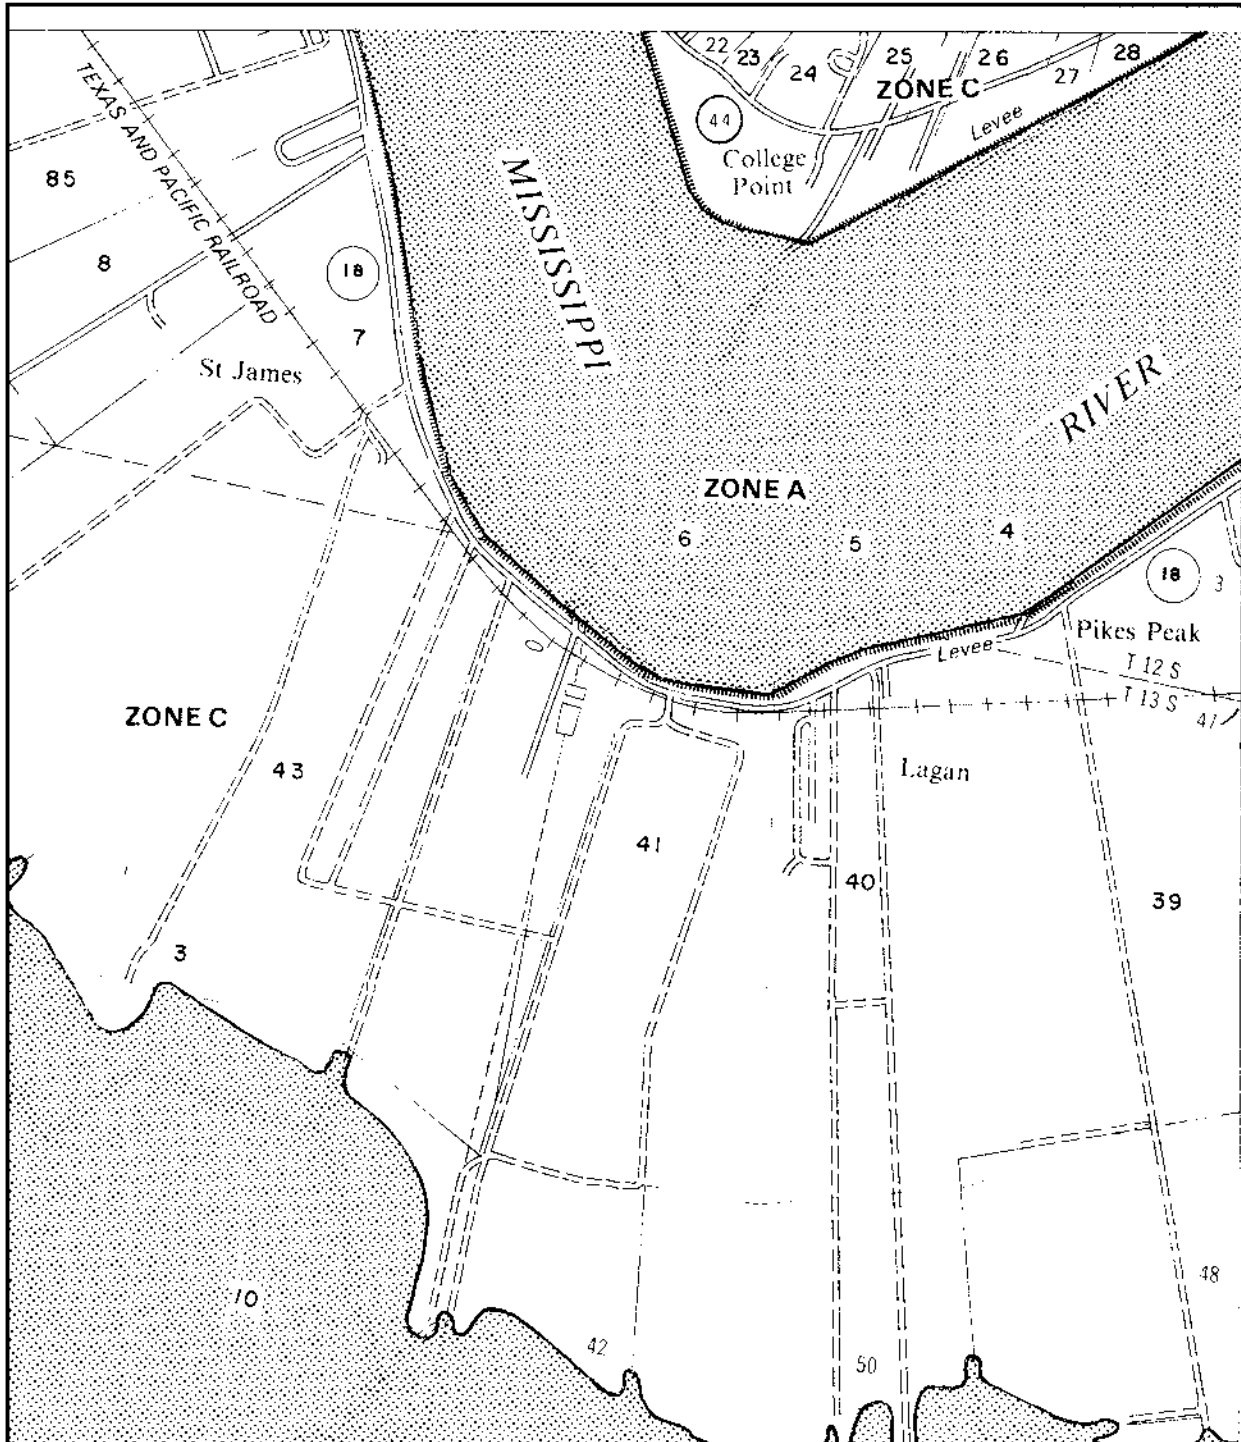 22
23
24
25
26
27
28
ZONE C
44
College
Point
Levee
TEXAS AND PACIFIC RAILROAD
85
8
18
7
St James
MISSISSIPPI
RIVER
ZONE A
6
5
4
18
3
Pikes Peak
Levee
T 12 S
T 13 S
47
ZONE C
43
Lagan
41
40
39
3
10
42
50
48